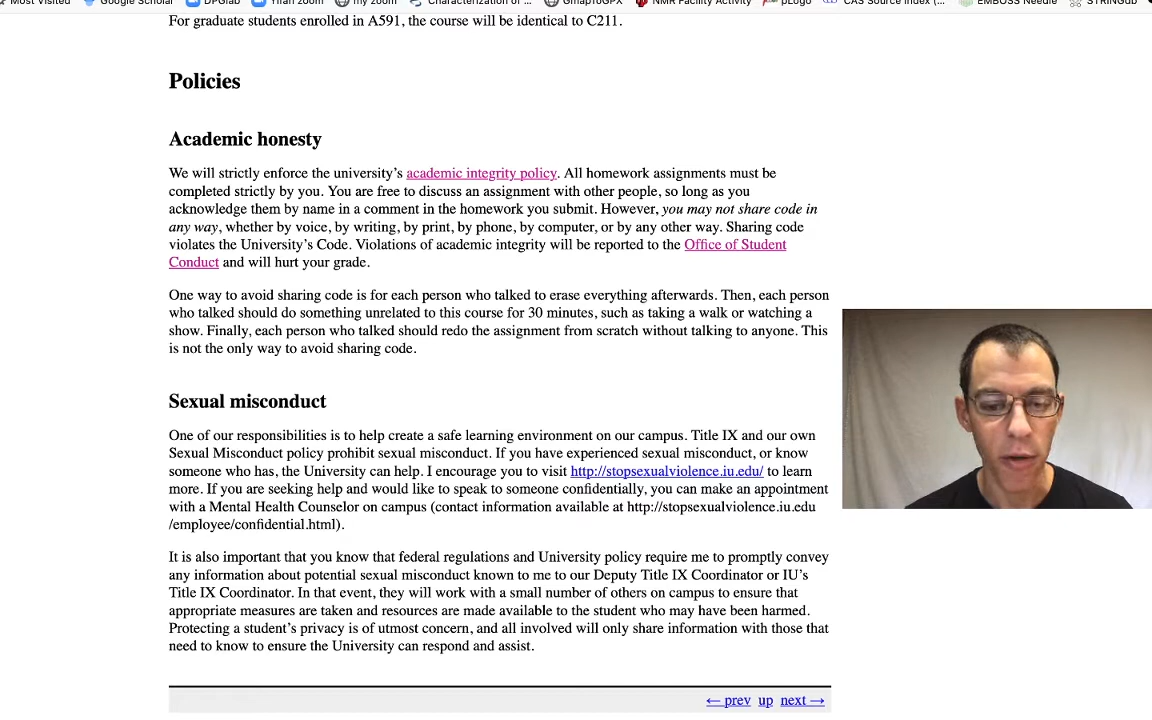 Most Visited Google Scholar DPGlab Yifan zoom my zoom Characterization of ... GmapToGPX NMR Facility Activity pLogo CAS Source Index (... EMBOSS Needle STRINGdb
For graduate students enrolled in A591, the course will be identical to C211.
Policies
Academic honesty
We will strictly enforce the university’s academic integrity policy. All homework assignments must be
completed strictly by you. You are free to discuss an assignment with other people, so long as you
acknowledge them by name in a comment in the homework you submit. However, you may not share code in
any way, whether by voice, by writing, by print, by phone, by computer, or by any other way. Sharing code
violates the University’s Code. Violations of academic integrity will be reported to the Office of Student
Conduct and will hurt your grade.
One way to avoid sharing code is for each person who talked to erase everything afterwards. Then, each person
who talked should do something unrelated to this course for 30 minutes, such as taking a walk or watching a
show. Finally, each person who talked should redo the assignment from scratch without talking to anyone. This
is not the only way to avoid sharing code.
Sexual misconduct
One of our responsibilities is to help create a safe learning environment on our campus. Title IX and our own
Sexual Misconduct policy prohibit sexual misconduct. If you have experienced sexual misconduct, or know
someone who has, the University can help. I encourage you to visit http://stopsexualviolence.iu.edu/ to learn
more. If you are seeking help and would like to speak to someone confidentially, you can make an appointment
with a Mental Health Counselor on campus (contact information available at http://stopsexualviolence.iu.edu
/employee/confidential.html).
It is also important that you know that federal regulations and University policy require me to promptly convey
any information about potential sexual misconduct known to me to our Deputy Title IX Coordinator or IU’s
Title IX Coordinator. In that event, they will work with a small number of others on campus to ensure that
appropriate measures are taken and resources are made available to the student who may have been harmed.
Protecting a student’s privacy is of utmost concern, and all involved will only share information with those that
need to know to ensure the University can respond and assist.
← prev up next →